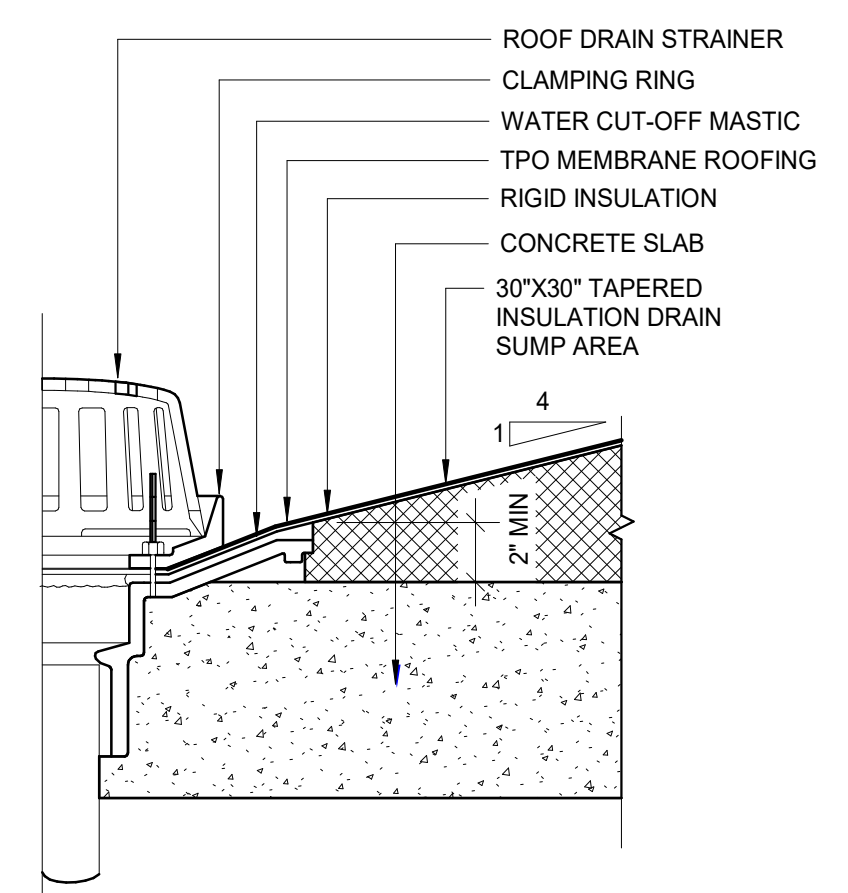 ROOF DRAIN STRAINER
CLAMPING RING
WATER CUT-OFF MASTIC
TPO MEMBRANE ROOFING
RIGID INSULATION
CONCRETE SLAB
30"X30" TAPERED
INSULATION DRAIN
SUMP AREA
4
1
2" MIN